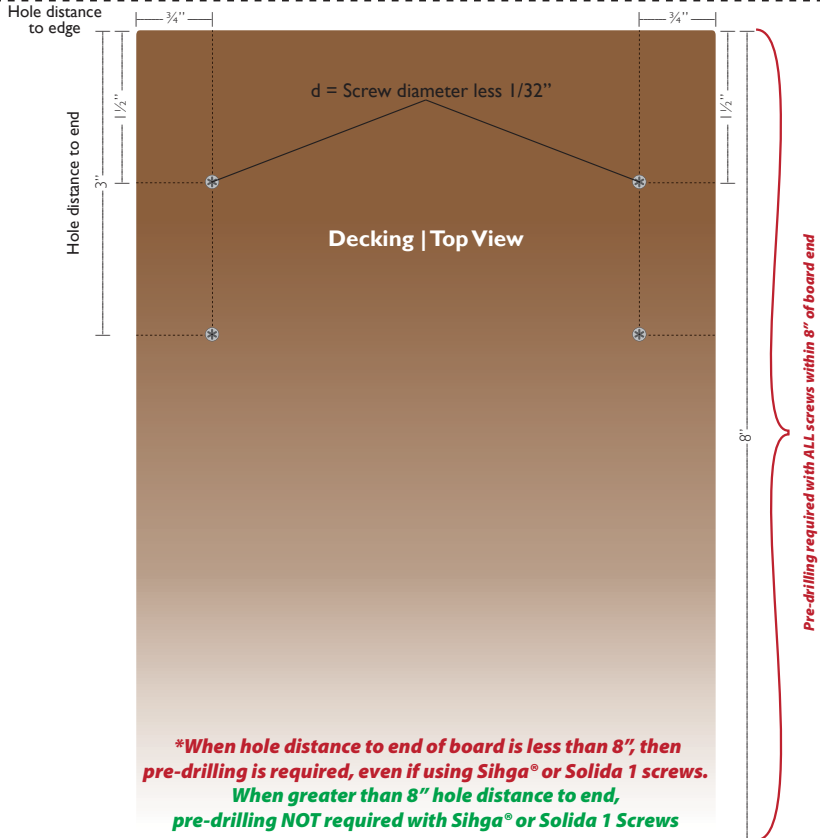 Hole distance
to edge
¾”
¾”
1½”
1½”
3”
Hole distance to end
d = Screw diameter less 1/32”
*
*
Decking | Top View
*
*
8”
Pre-drilling required with ALL screws within 8” of board end
*When hole distance to end of board is less than 8”, then
pre-drilling is required, even if using Sihga® or Solida 1 screws.
When greater than 8” hole distance to end,
pre-drilling NOT required with Sihga® or Solida 1 Screws